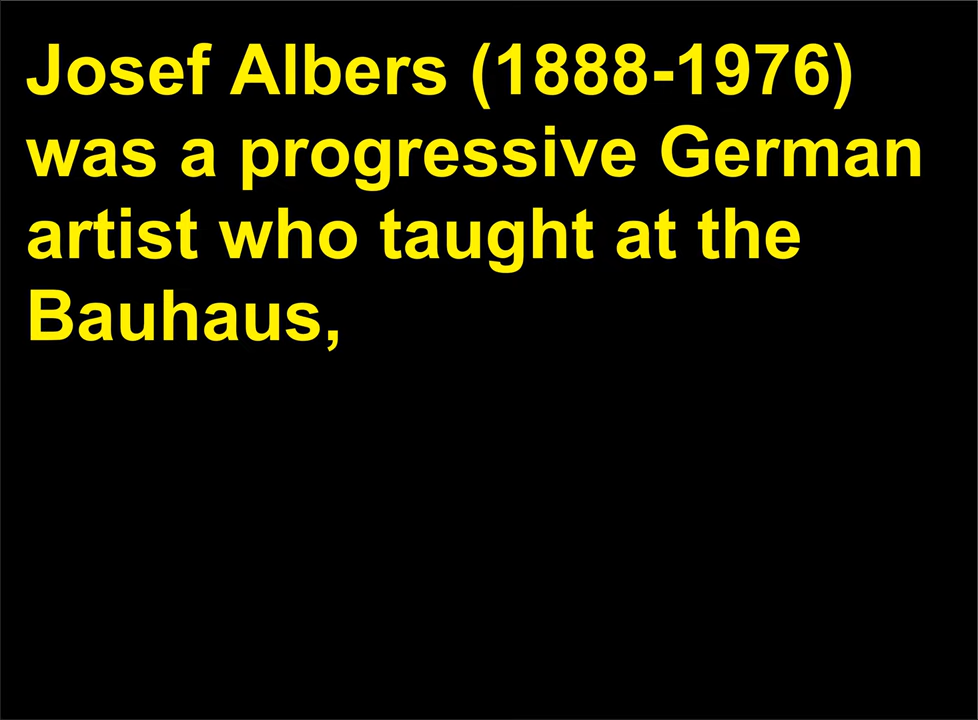 Josef Albers (1888-1976)
was a progressive German
artist who taught at the
Bauhaus,